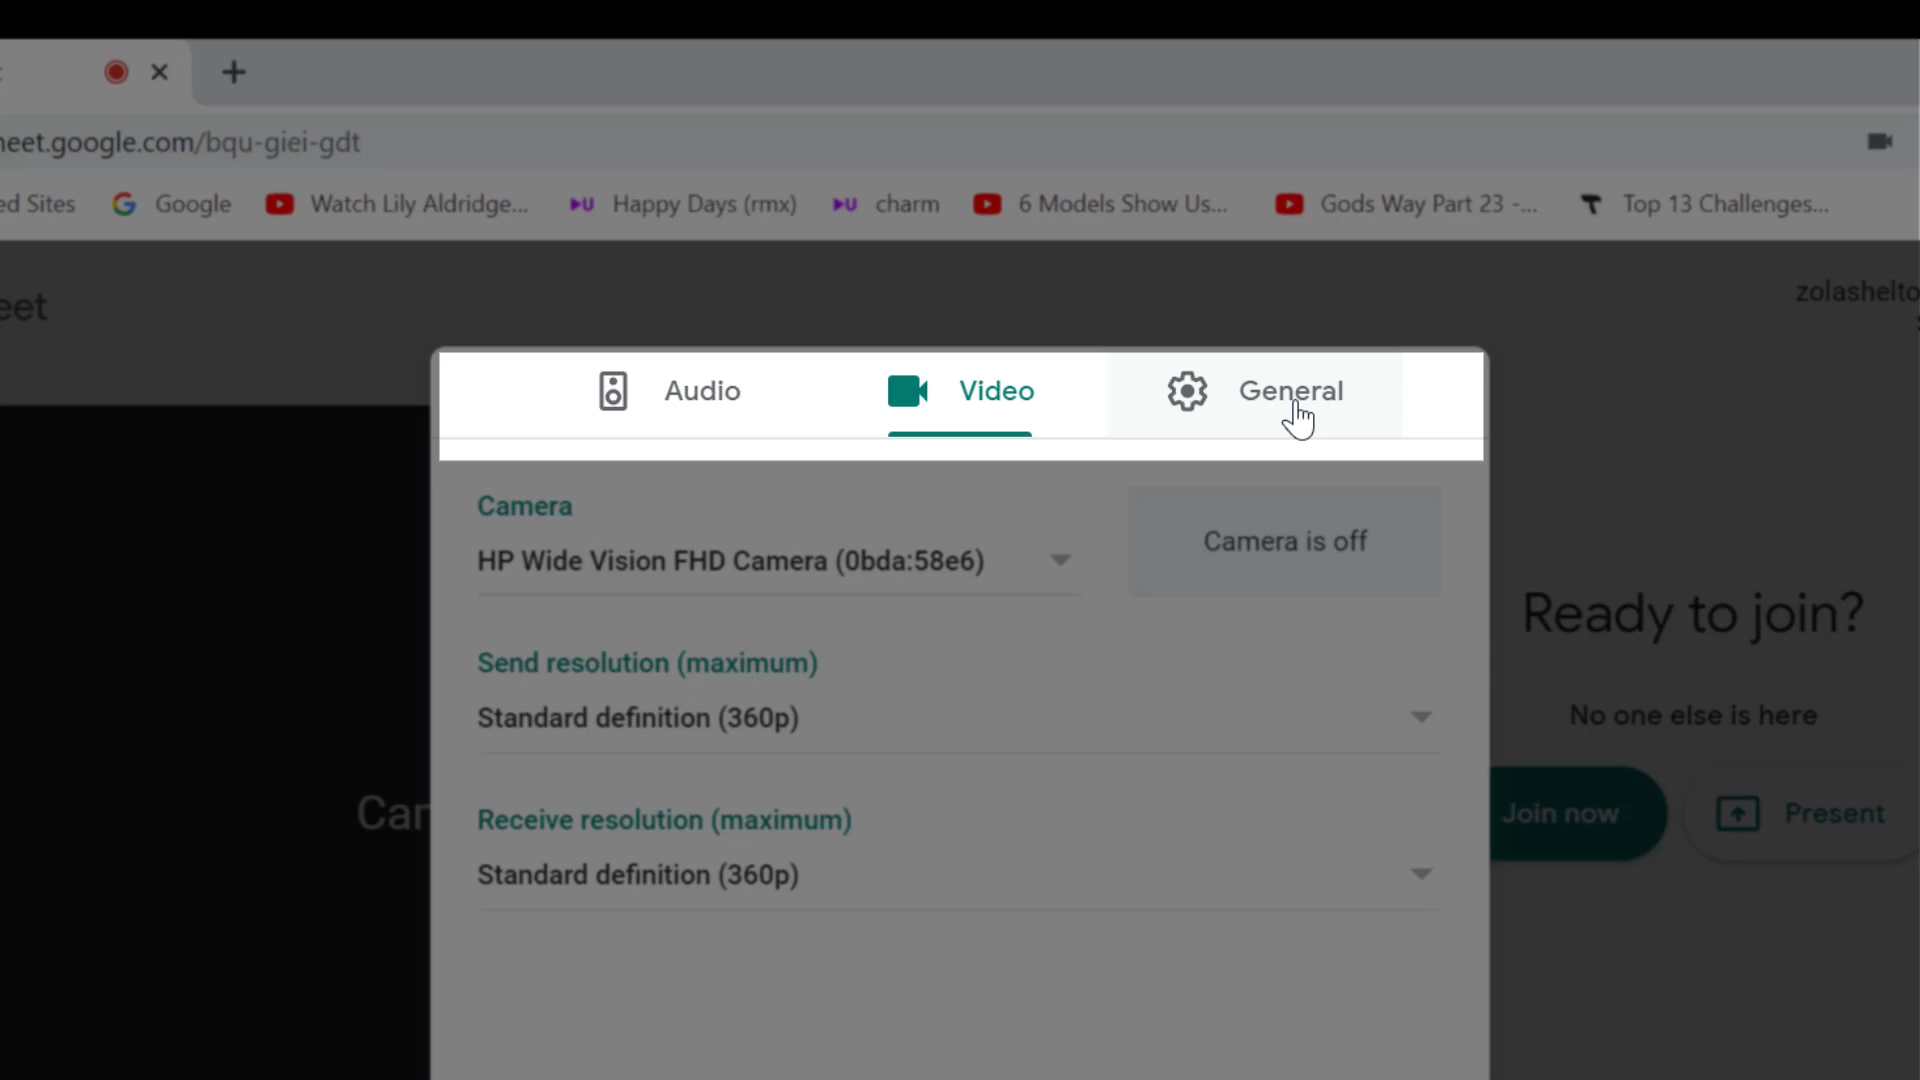 neet.google.com/bqu-giei-gdt
ed Sites Google Watch Lily Aldridge... Happy Days (rmx) charm 6 Models Show Us... Gods Way Part 23 -... Top 13 Challenges...
eet
zolashelto
Audio Video General
Camera
HP Wide Vision FHD Camera (0bda:58e6)
Camera is off
Send resolution (maximum)
Standard definition (360p)
Receive resolution (maximum)
Standard definition (360p)
Car
Ready to join?
No one else is here
Join now Present